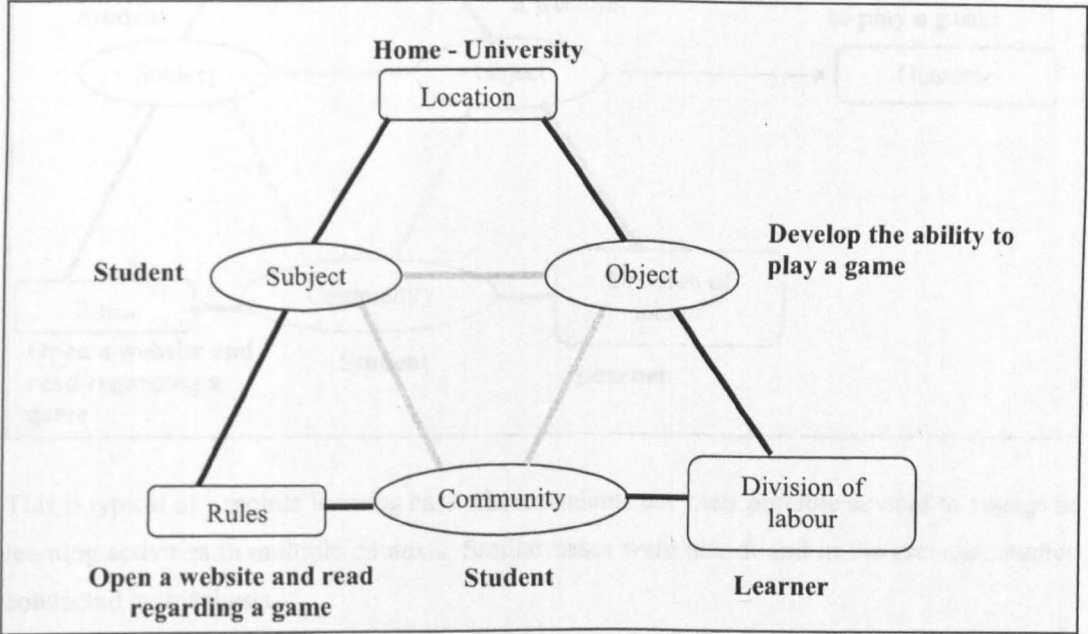 Home - University
Location
Student
Subject
Object
Develop the ability to
play a game
Rules
Community
Division of
labour
Open a website and read
regarding a game
Student
Learner